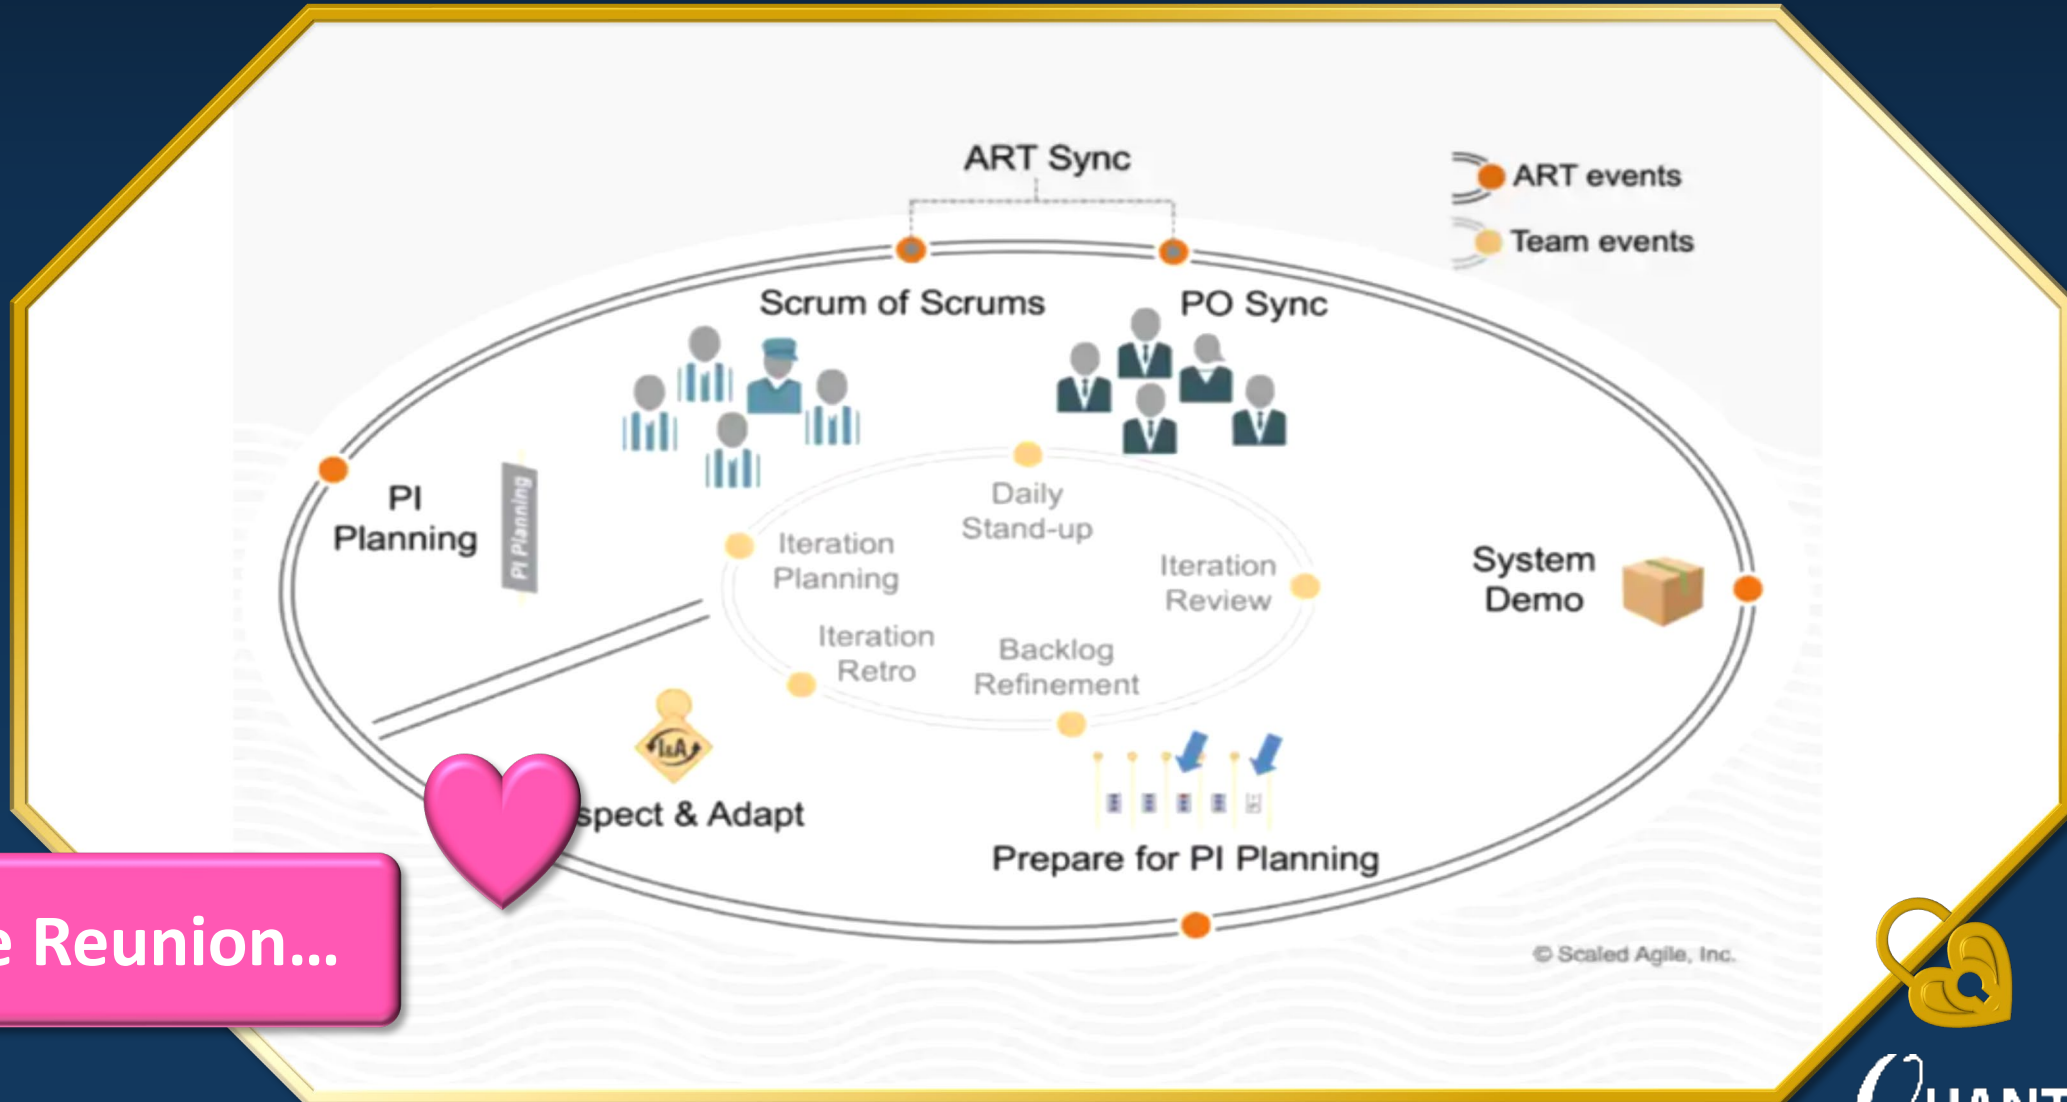 ART Sync
ART events
Team events
Scrum of Scrums
PO Sync
PI
Planning
PI Planning
Daily
Stand-up
Iteration
Planning
Iteration
Review
System
Demo
Iteration
Retro
Backlog
Refinement
I&A
spect & Adapt
Prepare for PI Planning
e Reunion...
© Scaled Agile, Inc.
QUANT